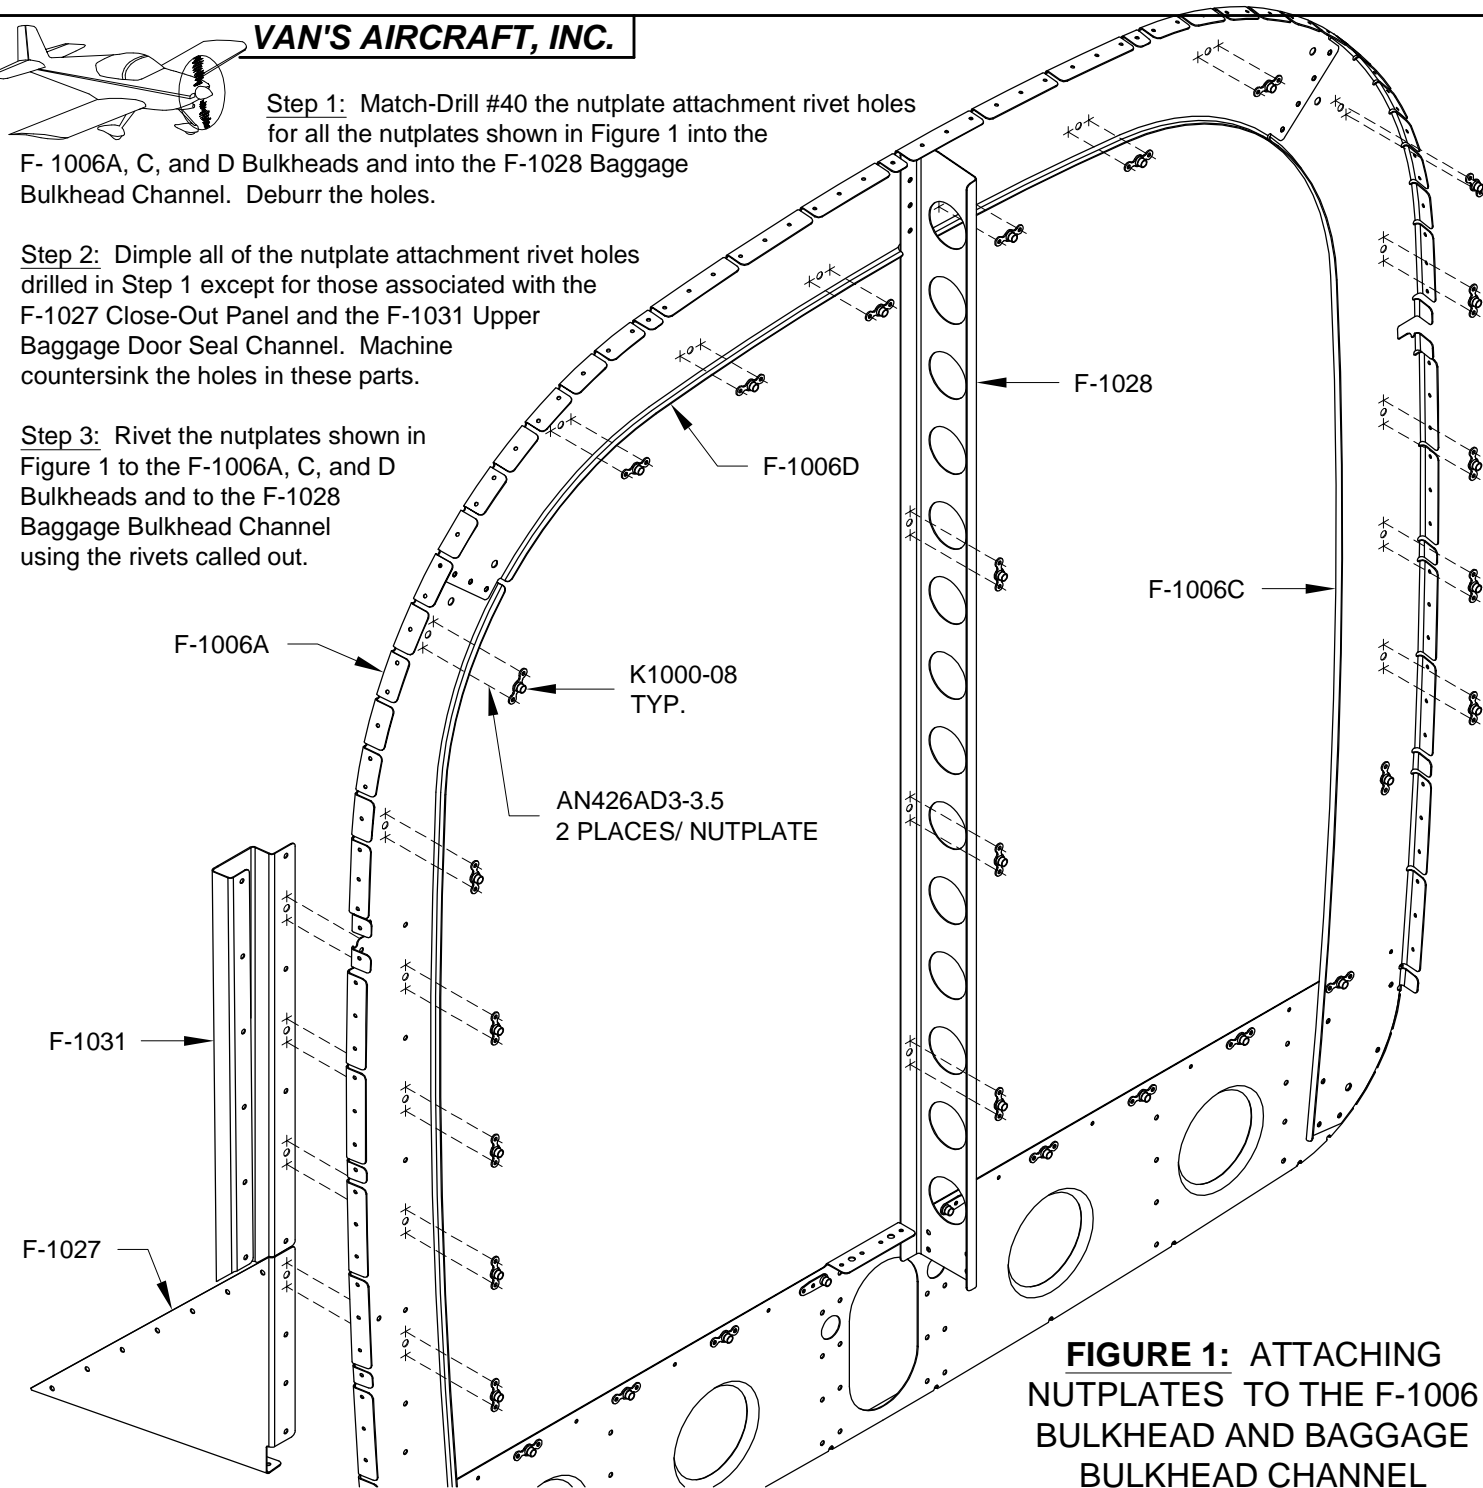 VAN'S AIRCRAFT, INC.
Step 1: Match-Drill #40 the nutplate attachment rivet holes
for all the nutplates shown in Figure 1 into the
F- 1006A, C, and D Bulkheads and into the F-1028 Baggage
Bulkhead Channel. Deburr the holes.
Step 2: Dimple all of the nutplate attachment rivet holes
drilled in Step 1 except for those associated with the
F-1027 Close-Out Panel and the F-1031 Upper
Baggage Door Seal Channel. Machine
countersink the holes in these parts.
Step 3: Rivet the nutplates shown in
Figure 1 to the F-1006A, C, and D
Bulkheads and to the F-1028
Baggage Bulkhead Channel
using the rivets called out.
F-1028
F-1006D
F-1006C
F-1006A
K1000-08
TYP.
AN426AD3-3.5
2 PLACES/ NUTPLATE
F-1031
F-1027
FIGURE 1: ATTACHING
NUTPLATES TO THE F-1006
BULKHEAD AND BAGGAGE
BULKHEAD CHANNEL